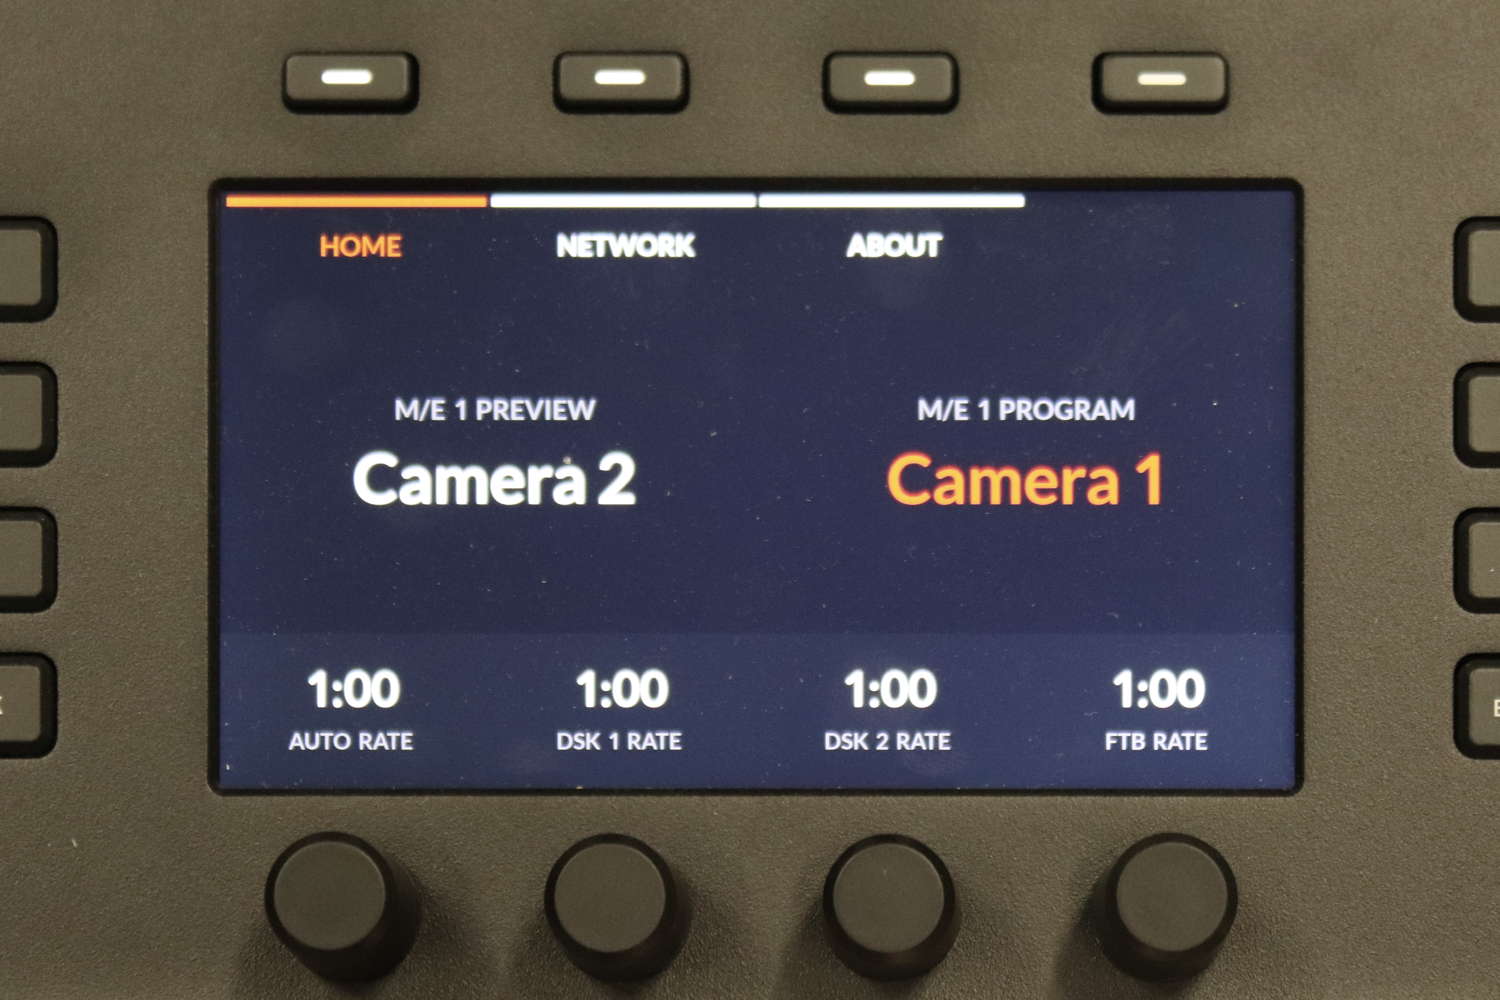 HOME NETWORK ABOUT
M/E 1 PREVIEW M/E 1 PROGRAM
Camera 2 Camera 1
1:00 1:00 1:00 1:00
AUTO RATE DSK 1 RATE DSK 2 RATE FTB RATE